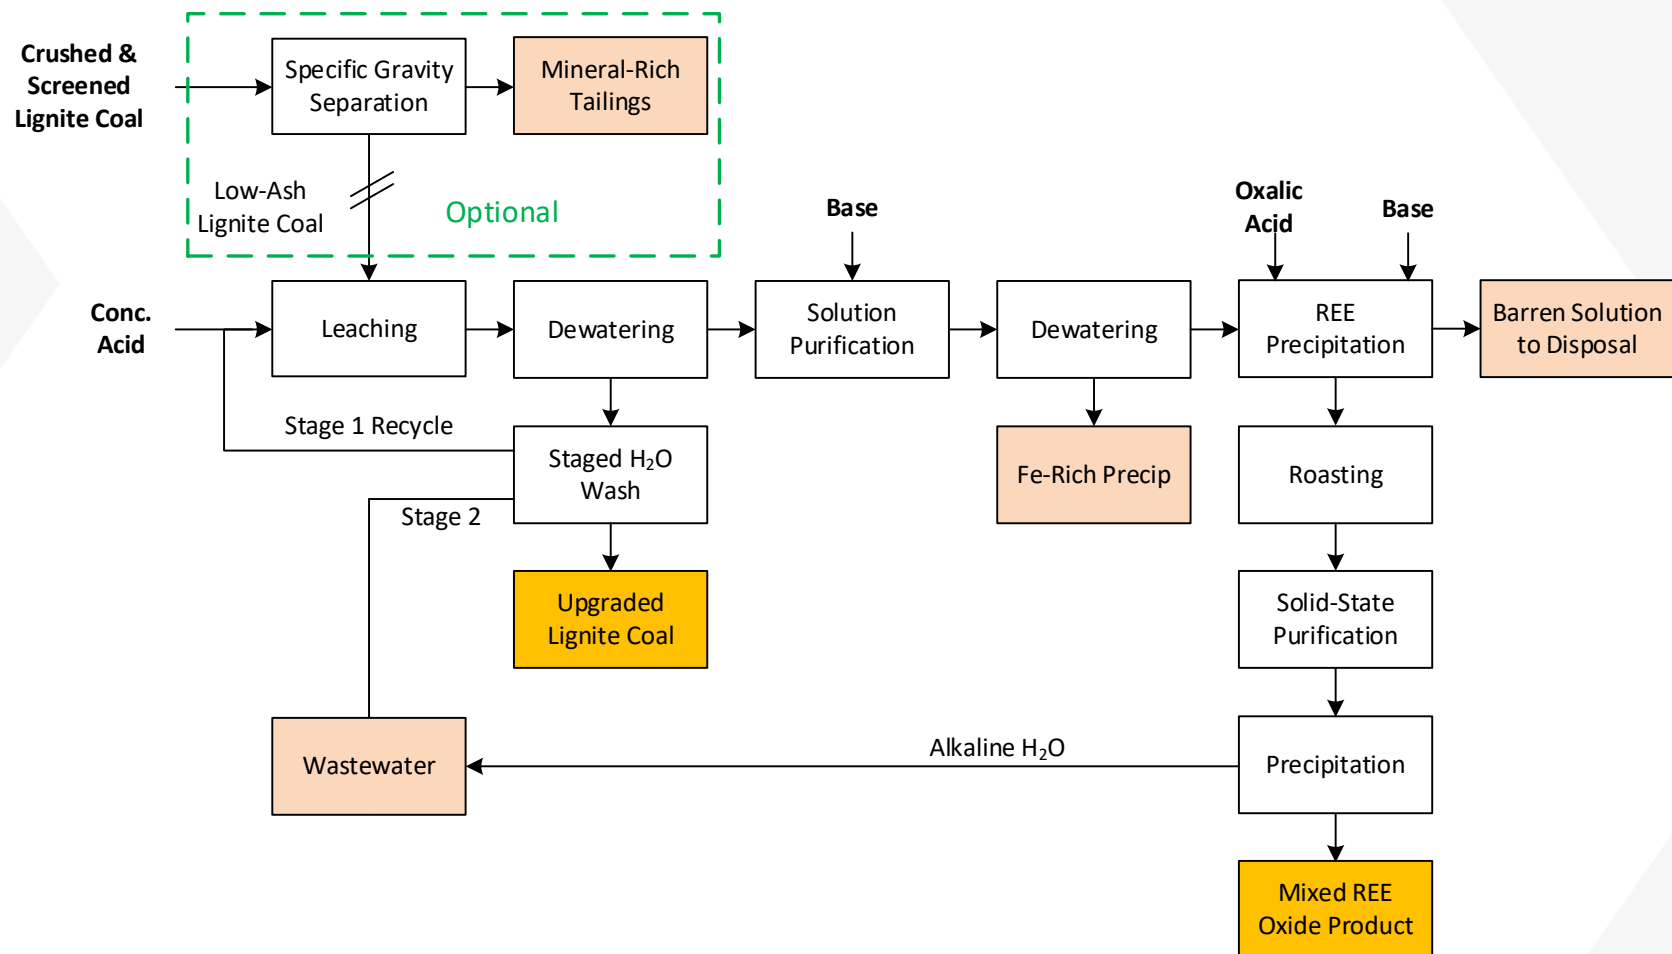 Crushed &
Screened
Lignite Coal
Specific Gravity
Separation
Mineral-Rich
Tailings
Low-Ash
Lignite Coal
Optional
Conc.
Acid
Leaching
Dewatering
Base
Solution
Purification
Dewatering
Oxalic
Acid
Base
REE
Precipitation
Barren Solution
to Disposal
Stage 1 Recycle
Staged H₂O
Wash
Stage 2
Fe-Rich Precip
Roasting
Upgraded
Lignite Coal
Solid-State
Purification
Wastewater
Alkaline H₂O
Precipitation
Mixed REE
Oxide Product